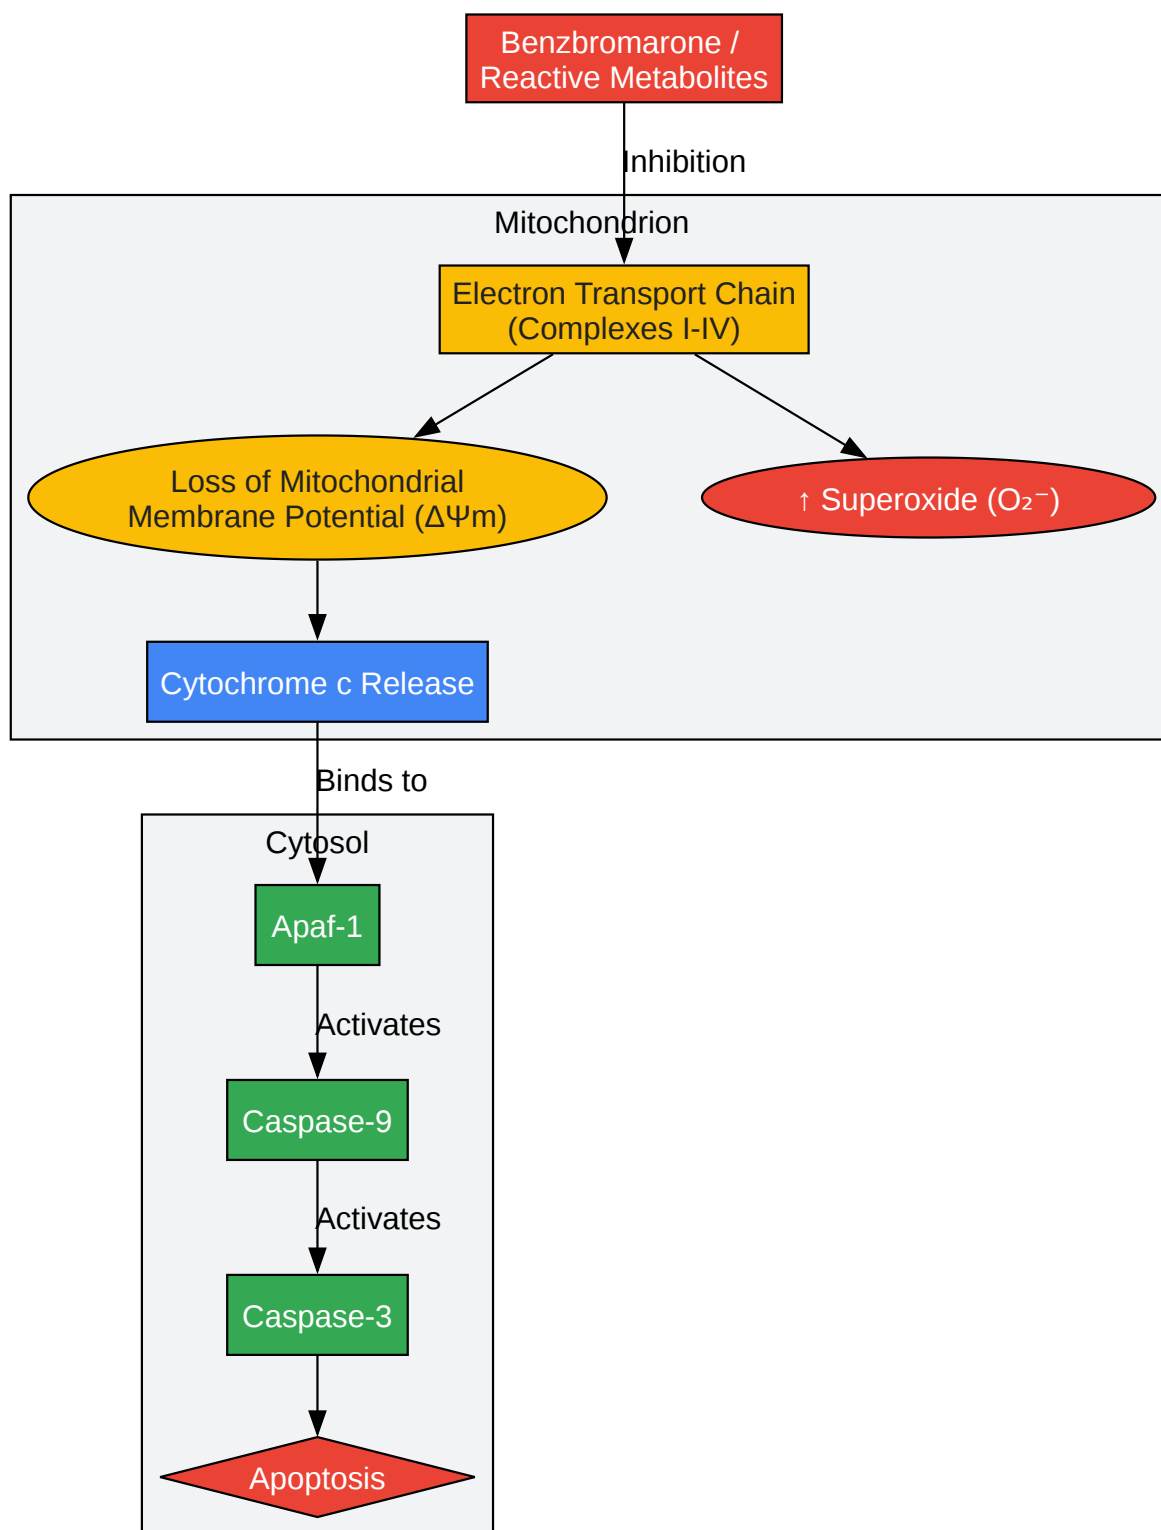 Benzbromarone /
Reactive Metabolites
Inhibition
Mitochondrion
Electron Transport Chain
(Complexes I-IV)
Loss of Mitochondrial
Membrane Potential (ΔΨm)
↑ Superoxide (O₂⁻)
Cytochrome c Release
Binds to
Cytosol
Apaf-1
Activates
Caspase-9
Activates
Caspase-3
Apoptosis